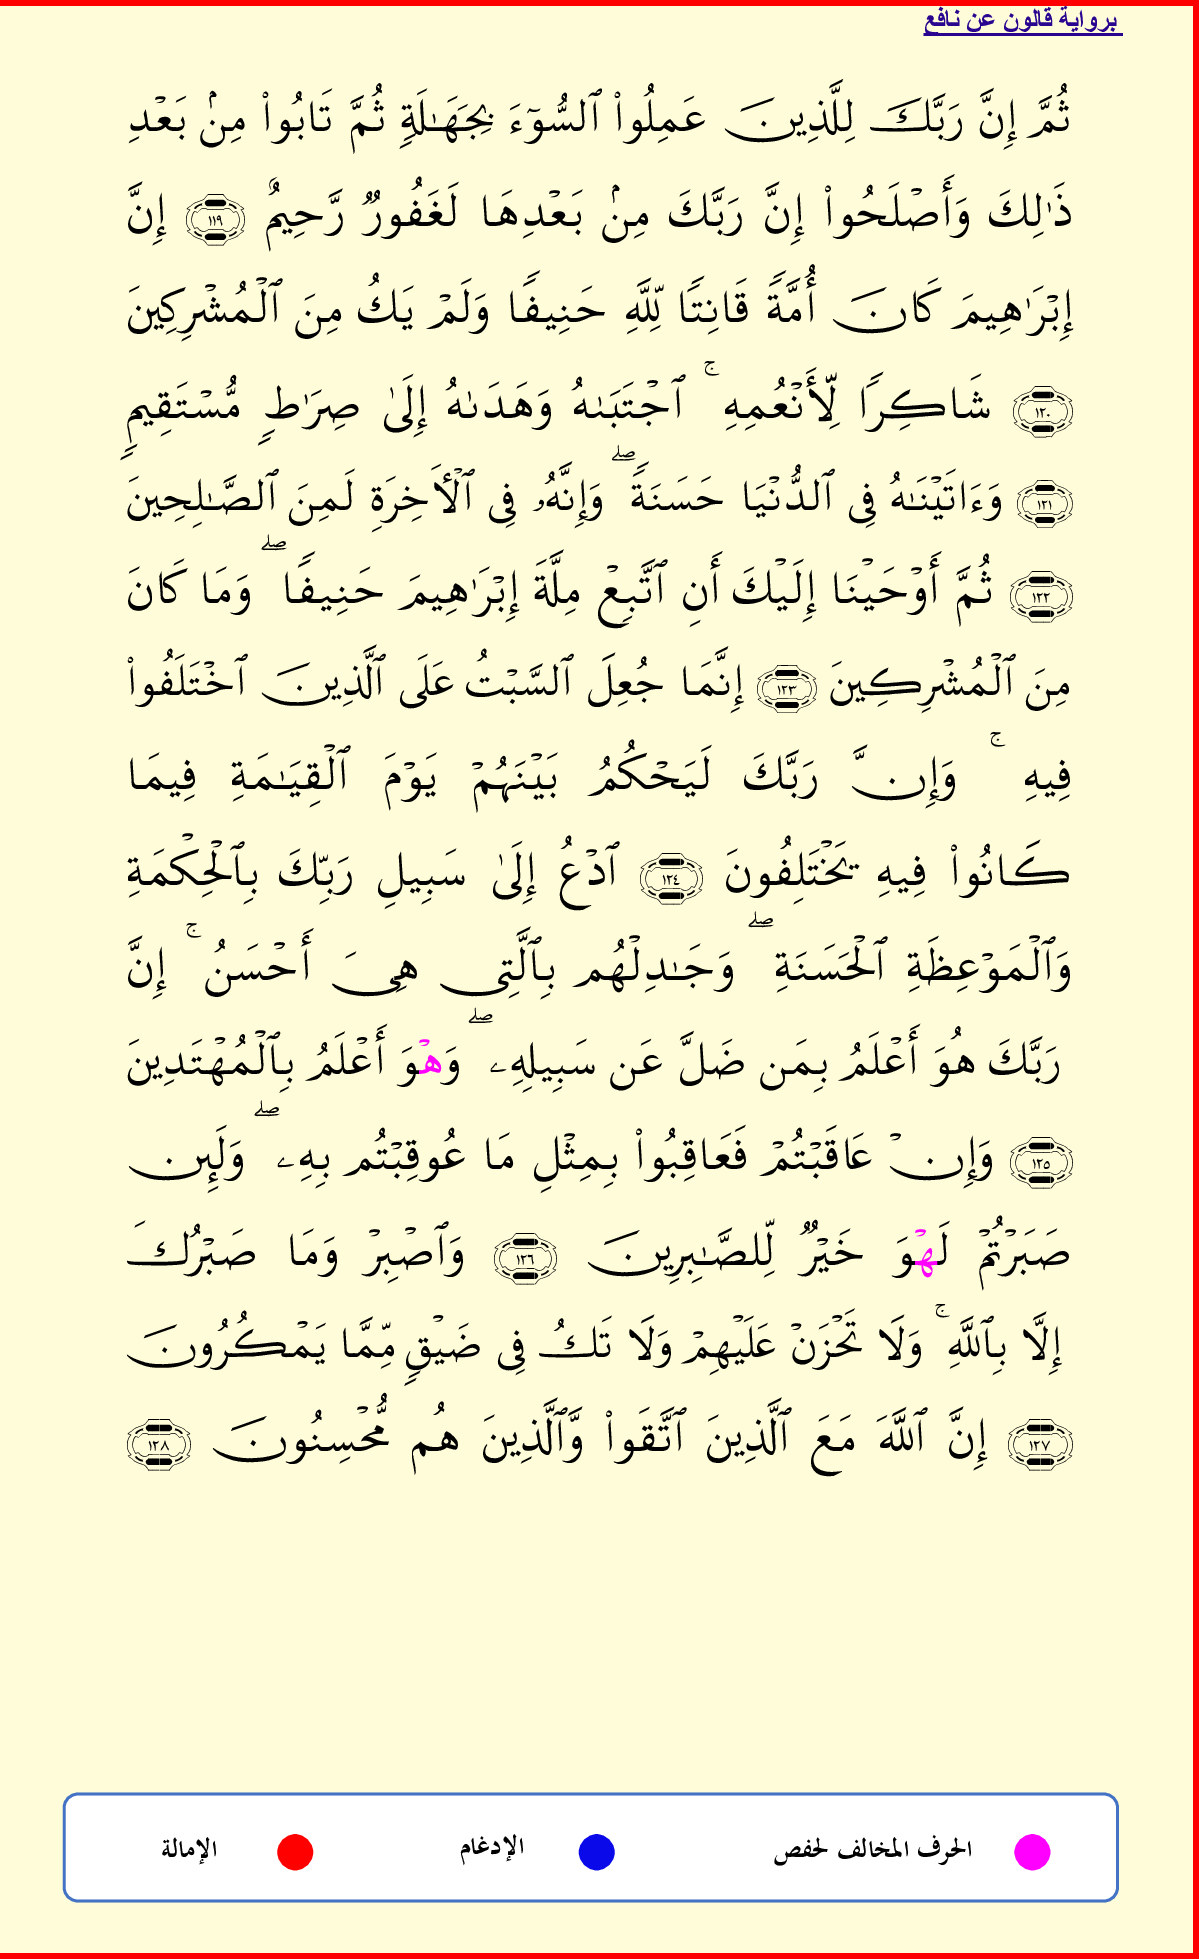 برواية قالون عن نافع
ثُمَّ إِنَّ رَبَّكَ لِلَّذِينَ عَمِلُوا۟ ٱلسُّوٓءَ بِجَهَـٰلَةٍ ثُمَّ تَابُوا۟ مِنۢ بَعْدِ
ذَٰلِكَ وَأَصْلَحُوا۟ إِنَّ رَبَّكَ مِنۢ بَعْدِهَا لَغَفُورٌ رَّحِيمٌ ١١٩ إِنَّ
إِبْرَٰهِيمَ كَانَ أُمَّةً قَانِتًا لِّلَّهِ حَنِيفًا وَلَمْ يَكُ مِنَ ٱلْمُشْرِكِينَ
١٢٠ شَاكِرًا لِّأَنْعُمِهِ ۚ ٱجْتَبَىٰهُ وَهَدَىٰهُ إِلَىٰ صِرَٰطٍ مُّسْتَقِيمٍ
١٢١ وَءَاتَيْنَـٰهُ فِى ٱلدُّنْيَا حَسَنَةً ۖ وَإِنَّهُۥ فِى ٱلْأَخِرَةِ لَمِنَ ٱلصَّـٰلِحِينَ
١٢٢ ثُمَّ أَوْحَيْنَا إِلَيْكَ أَنِ ٱتَّبِعْ مِلَّةَ إِبْرَٰهِيمَ حَنِيفًا ۖ وَمَا كَانَ
مِنَ ٱلْمُشْرِكِينَ ١٢٣ إِنَّمَا جُعِلَ ٱلسَّبْتُ عَلَى ٱلَّذِينَ ٱخْتَلَفُوا۟
فِيهِ ۚ وَإِنَّ رَبَّكَ لَيَحْكُمُ بَيْنَهُمْ يَوْمَ ٱلْقِيَـٰمَةِ فِيمَا
كَانُوا۟ فِيهِ يَخْتَلِفُونَ ١٢٤ ٱدْعُ إِلَىٰ سَبِيلِ رَبِّكَ بِٱلْحِكْمَةِ
وَٱلْمَوْعِظَةِ ٱلْحَسَنَةِ ۖ وَجَـٰدِلْهُم بِٱلَّتِى هِىَ أَحْسَنُ ۚ إِنَّ
رَبَّكَ هُوَ أَعْلَمُ بِمَن ضَلَّ عَن سَبِيلِهِۦ ۖ وَهْوَ أَعْلَمُ بِٱلْمُهْتَدِينَ
١٢٥ وَإِنْ عَاقَبْتُمْ فَعَاقِبُوا۟ بِمِثْلِ مَا عُوقِبْتُم بِهِۦ ۖ وَلَئِن
صَبَرْتُمْ لَهْوَ خَيْرٌ لِّلصَّـٰبِرِينَ ١٢٦ وَٱصْبِرْ وَمَا صَبْرُكَ
إِلَّا بِٱللَّهِ ۚ وَلَا تَحْزَنْ عَلَيْهِمْ وَلَا تَكُ فِى ضَيْقٍ مِّمَّا يَمْكُرُونَ
١٢٧ إِنَّ ٱللَّهَ مَعَ ٱلَّذِينَ ٱتَّقَوا۟ وَّٱلَّذِينَ هُم مُّحْسِنُونَ ١٢٨
الحرف المخالف لحفص الإدغام الإمالة